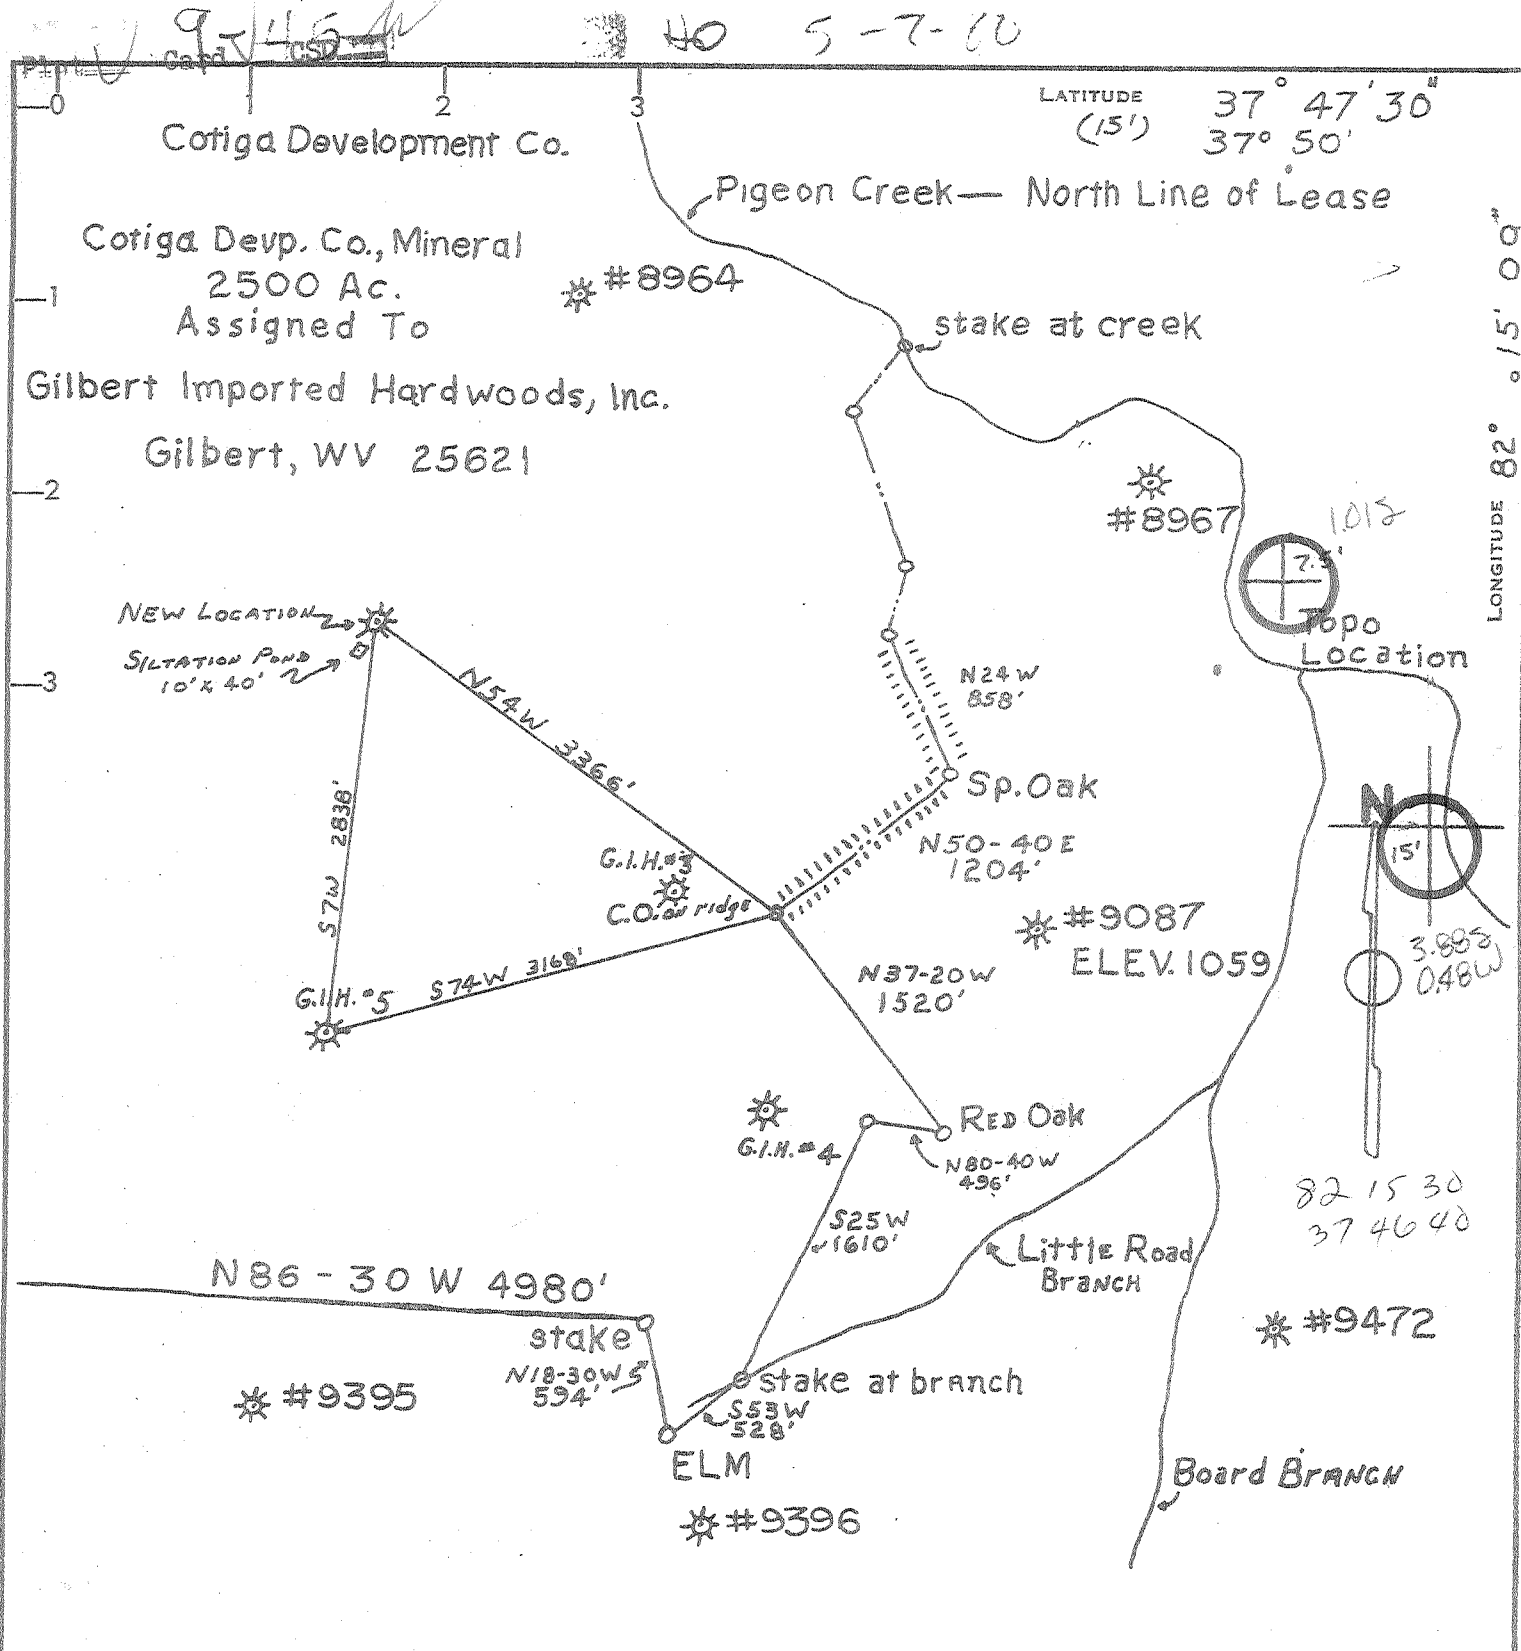 HO
0
1
2
3
LATITUDE 37° 47' 30"
(15') 37° 50'
Cotiga Development Co.
Pigeon Creek — North Line of Lease
Cotiga Devp. Co., Mineral
2500 Ac.
Assigned To
Gilbert Imported Hardwoods, Inc.
Gilbert, WV 25621
#8964
1
stake at creek
LONGITUDE 82° 15' 00"
2
#8967
7.5'
Topo
Location
NEW LOCATION
SILTATION POND
10' x 40'
3
N24W
858'
N54W 3366'
Sp. Oak
N50-40E
1204'
S7W 2838'
G.I.H. #3
C.O. on ridge
N
15'
#9087
ELEV. 1059
3.88S
0.48W
N37-20W
1520'
S74W 3168'
G.I.H. #5
G.I.H. #4
RED Oak
N80-40W
496'
82 15 30
37 46 40
S25W
1610'
LITTLE ROAD
BRANCH
N86-30W 4980'
stake
N18-30W
594'
#9472
#9395
stake at branch
S53W
528'
ELM
Board BRANCH
#9396